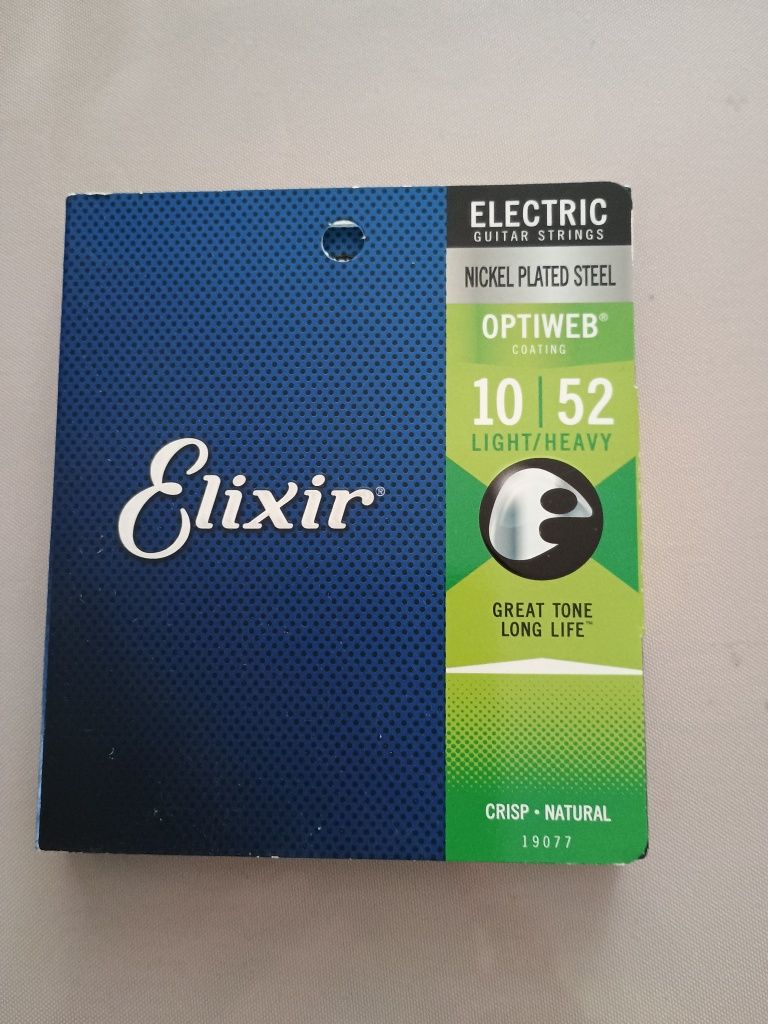 Elixir®
ELECTRIC
GUITAR STRINGS
NICKEL PLATED STEEL
OPTIWEB®
COATING
10 | 52
LIGHT/HEAVY
GREAT TONE
LONG LIFE™
CRISP • NATURAL
19077